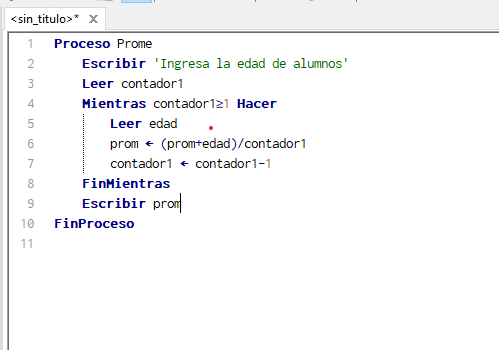 <sin_titulo>*
1 Proceso Prome
2 Escribir 'Ingresa la edad de alumnos'
3 Leer contador1
4 Mientras contador1≥1 Hacer
5 Leer edad
6 prom ← (prom+edad)/contador1
7 contador1 ← contador1-1
8 FinMientras
9 Escribir prom
10 FinProceso
11